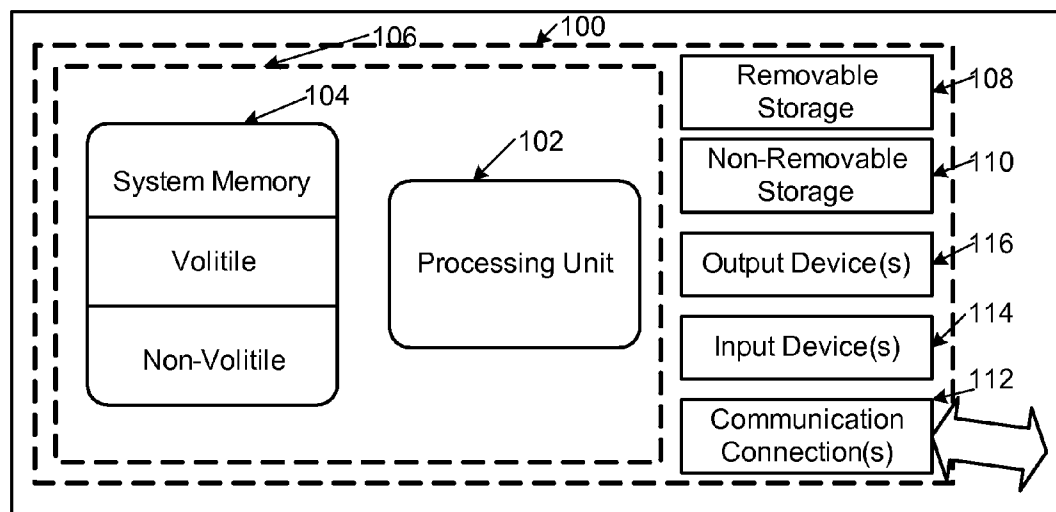 100
106
104
System Memory
Volitile
Non-Volitile
102
Processing Unit
Removable
Storage
108
Non-Removable
Storage
110
Output Device(s)
116
Input Device(s)
114
Communication
Connection(s)
112